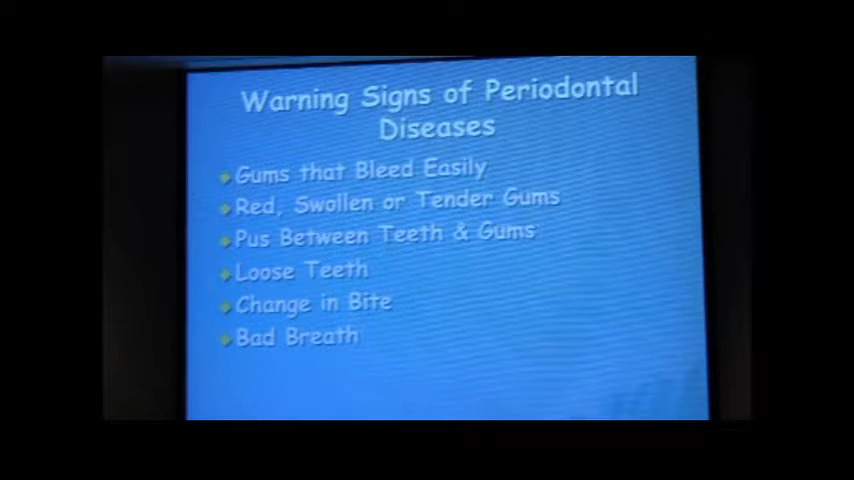 Warning Signs of Periodontal
Diseases
Gums that Bleed Easily
Red, Swollen or Tender Gums
Pus Between Teeth & Gums
Loose Teeth
Change in Bite
Bad Breath